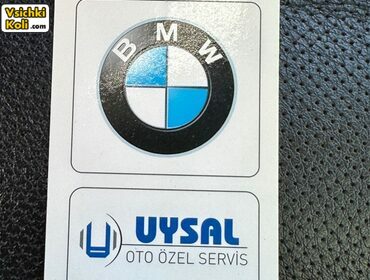 Vsichki
Koli.com
BMW
UYSAL
OTO ÖZEL SERVİS